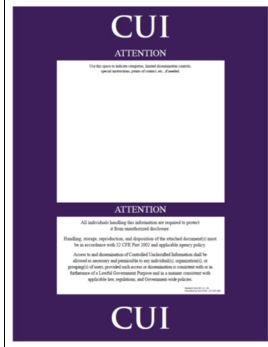 CUI
ATTENTION
Use this space to indicate categories, limited dissemination controls,
special instructions, points of contact, etc., if needed.
ATTENTION
All individuals handling this information are required to protect
it from unauthorized disclosure.
Handling, storage, reproduction, and disposition of the attached document(s) must
be in accordance with 32 CFR Part 2002 and applicable agency policy.
Access to and dissemination of Controlled Unclassified Information shall be
allowed as necessary and permissible to any individual(s), organization(s), or
grouping(s) of users, provided such access or dissemination is consistent with or in
furtherance of a Lawful Government Purpose and in a manner consistent with
applicable law, regulations, and Government-wide policies.
CUI